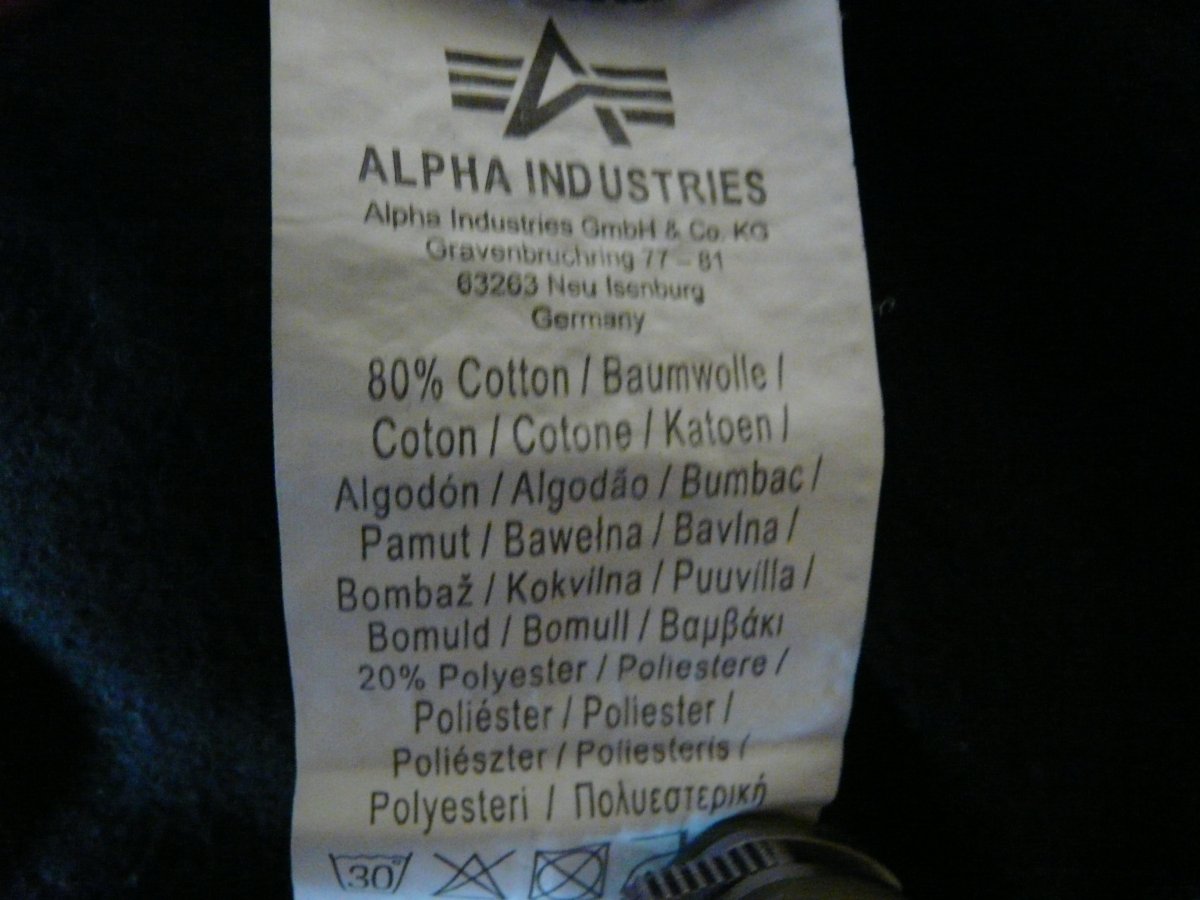 ALPHA INDUSTRIES
Alpha Industries GmbH & Co. KG
Gravenbruchring 77 – 81
63263 Neu Isenburg
Germany
80% Cotton / Baumwolle /
Coton / Cotone / Katoen /
Algodón / Algodão / Bumbac /
Pamut / Bawełna / Bavlna /
Bombaž / Kokvilna / Puuvilla /
Bomuld / Bomull / Βαμβάκι
20% Polyester / Poliestere /
Poliéster / Poliester /
Poliészter / Poliesteris /
Polyesteri / Πολυεστερική
30°